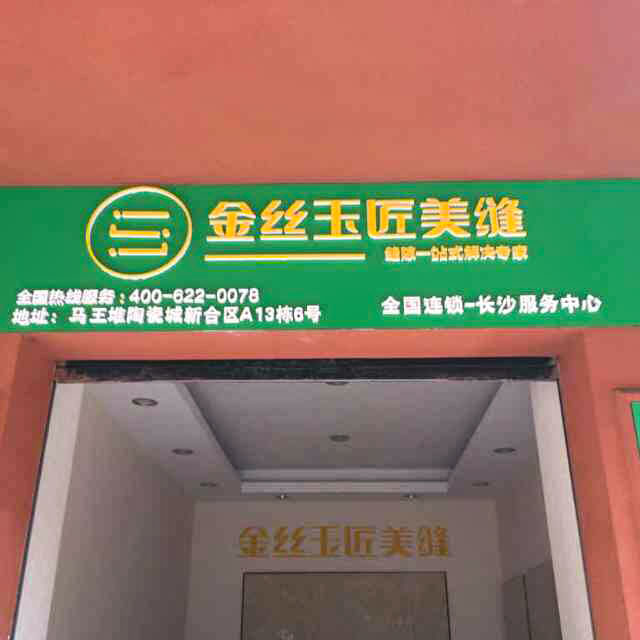 金丝玉匠美缝
缝隙一站式解决专家
全国热线服务:400-622-0078
全国连锁-长沙服务中心
地址：马王堆陶瓷城新合区A13栋6号
金丝玉匠美缝